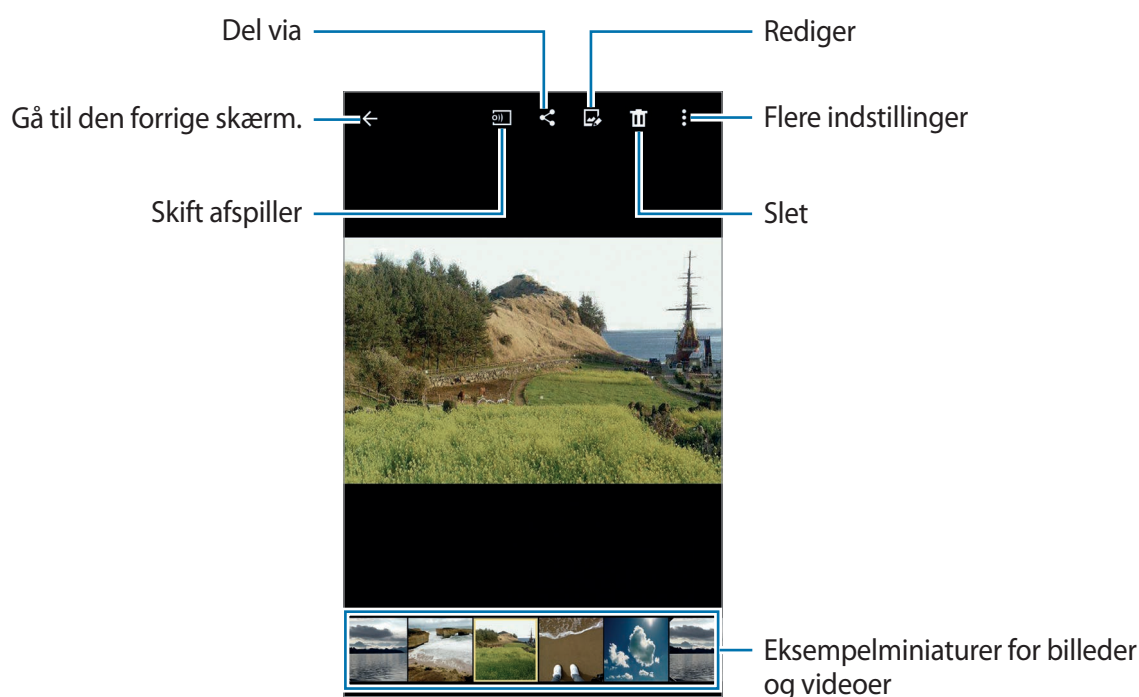 Del via
Rediger
Gå til den forrige skærm.
Flere indstillinger
Skift afspiller
Slet
Eksempelminiaturer for billeder
og videoer